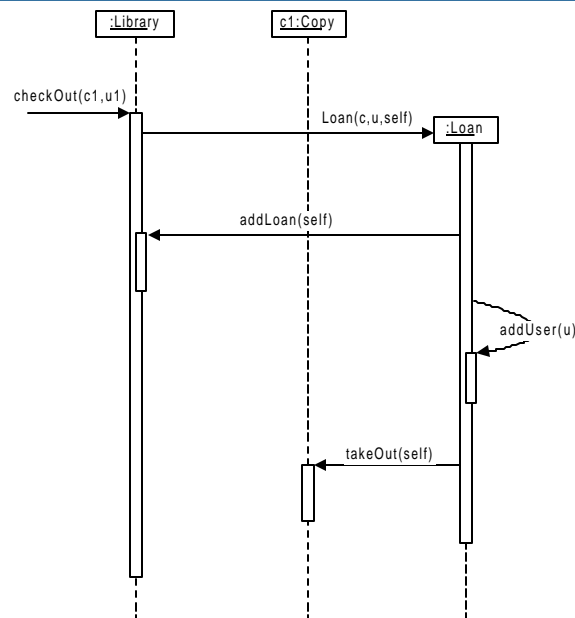 :Library
c1:Copy
checkOut(c1,u1)
Loan(c,u,self)
:Loan
addLoan(self)
addUser(u)
takeOut(self)